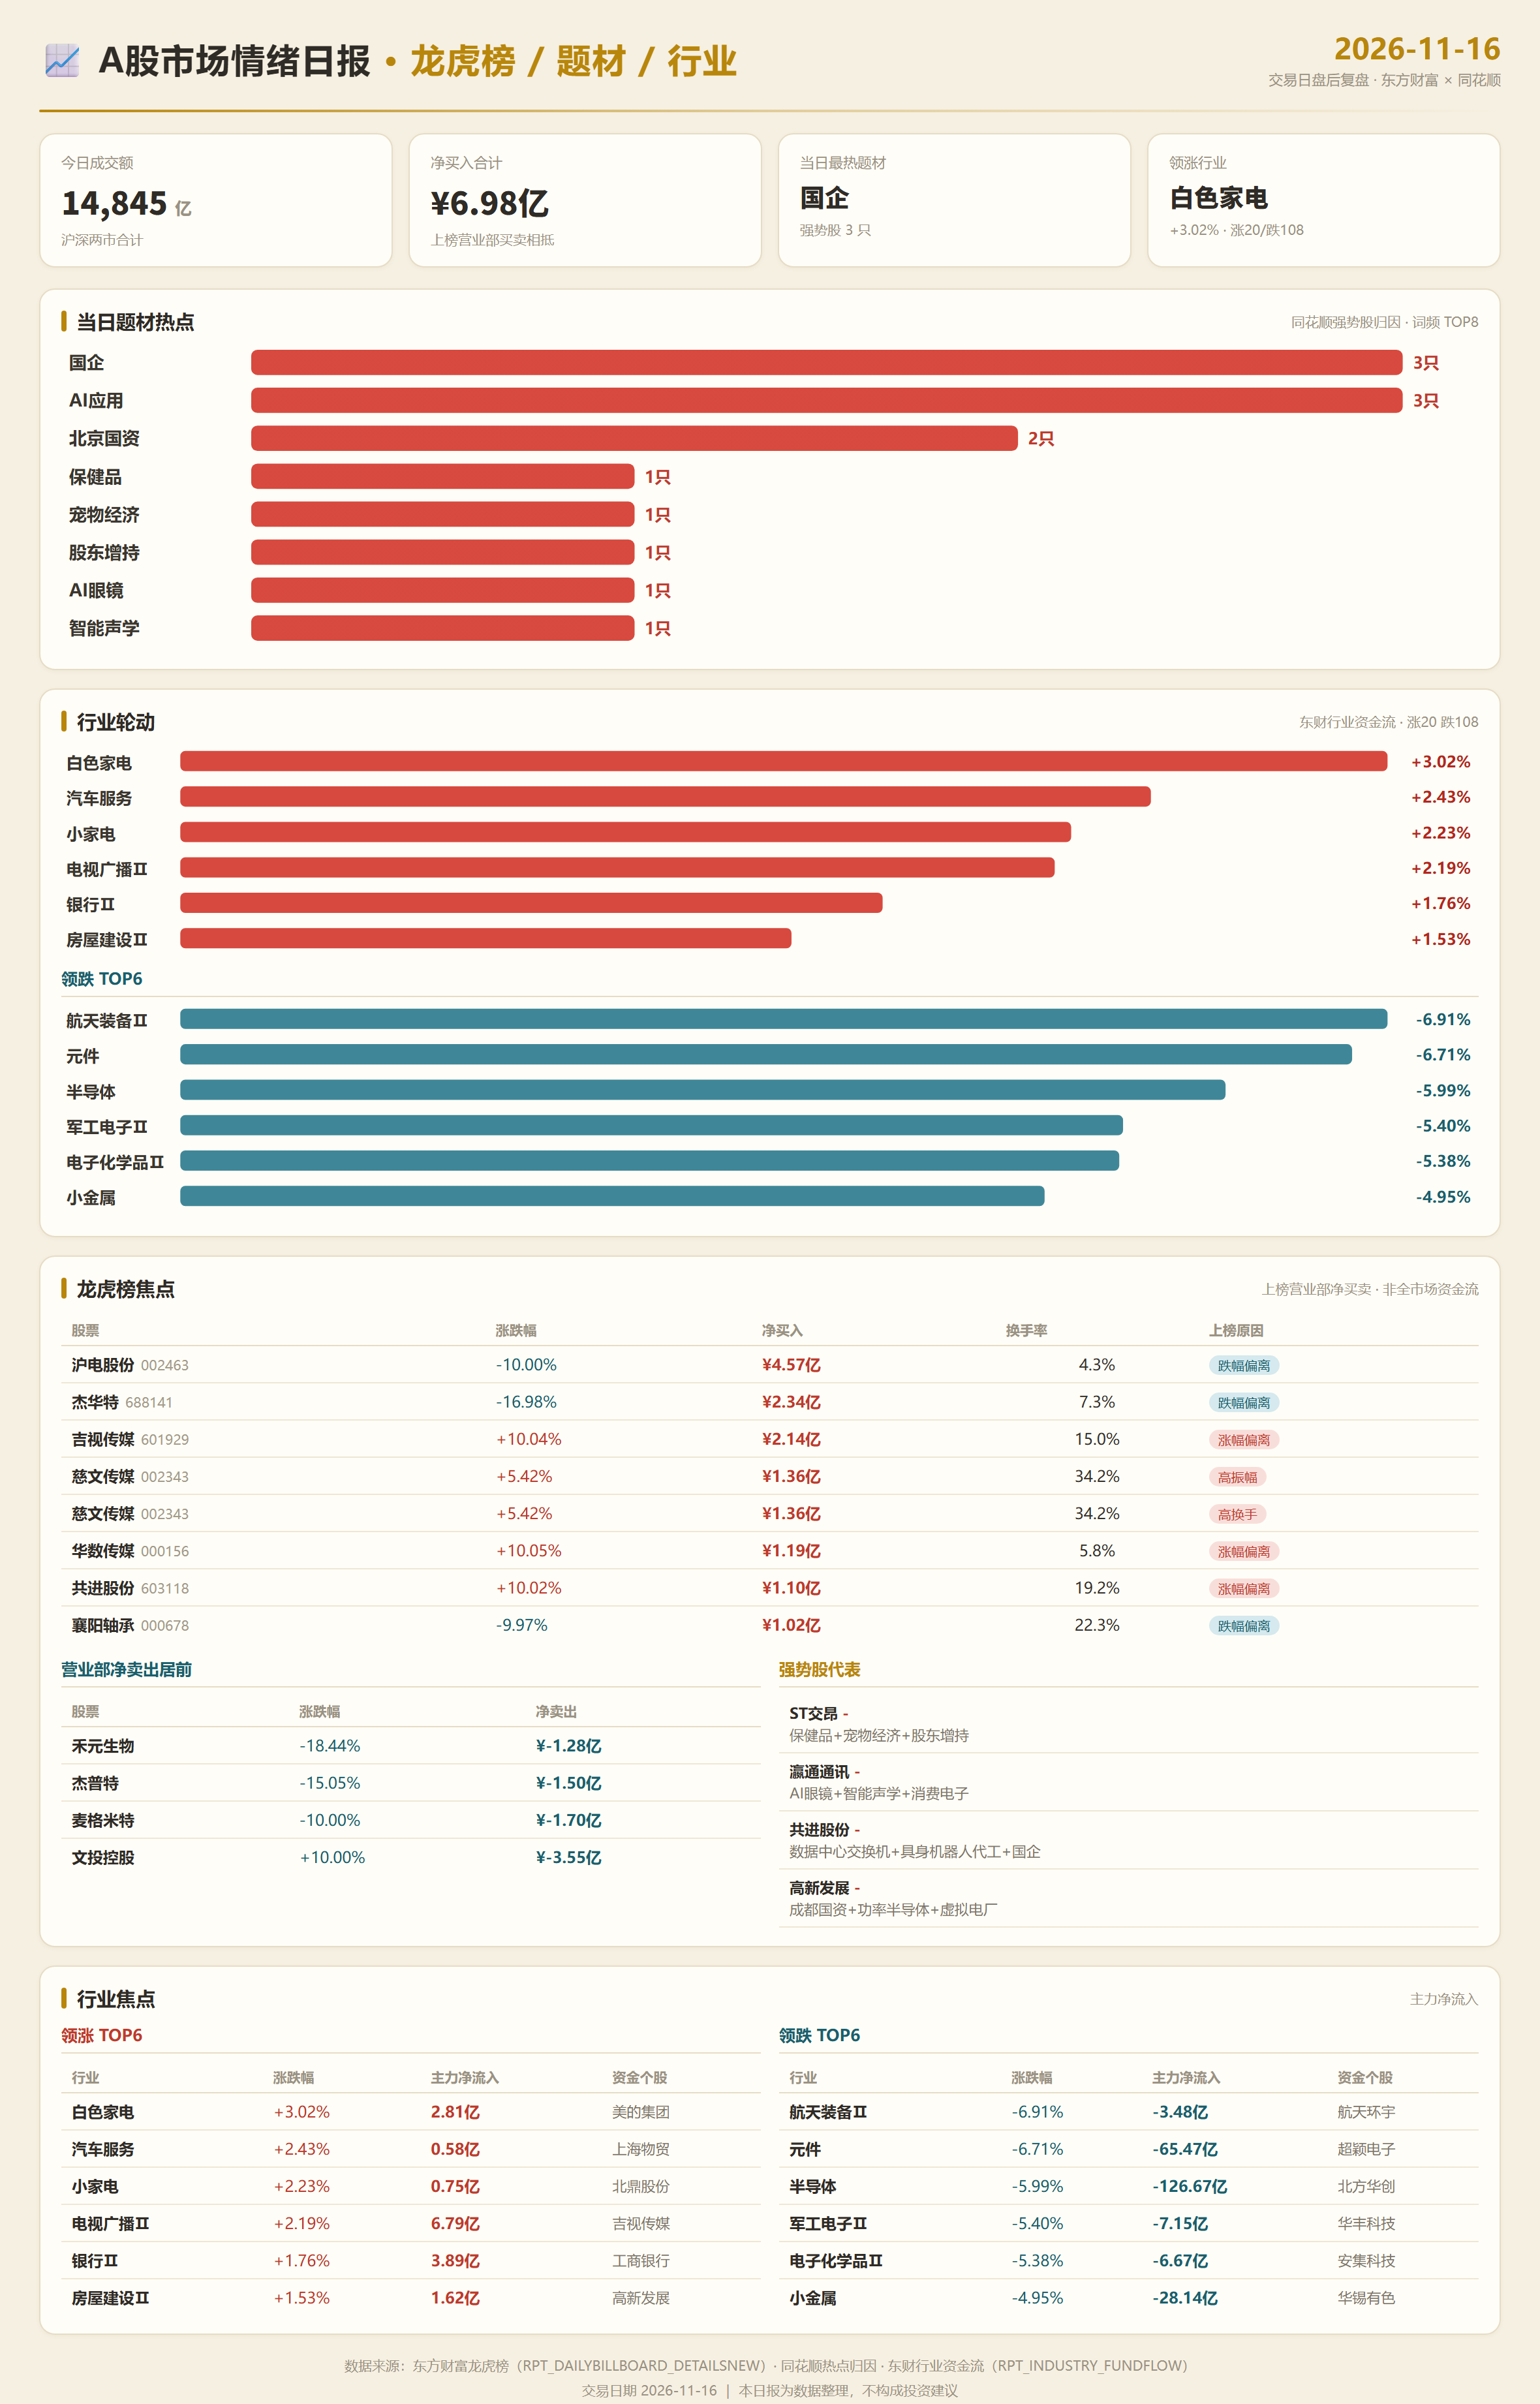 A股市场情绪日报 • 龙虎榜 / 题材 / 行业
2026-11-16
交易日盘后复盘 · 东方财富 × 同花顺
今日成交额
14,845 亿
沪深两市合计
净买入合计
¥6.98亿
上榜营业部买卖相抵
当日最热题材
国企
强势股 3 只
领涨行业
白色家电
+3.02% · 涨20/跌108
当日题材热点
同花顺强势股归因 · 词频 TOP8
国企 3只
AI应用 3只
北京国资 2只
保健品 1只
宠物经济 1只
股东增持 1只
AI眼镜 1只
智能声学 1只
行业轮动
东财行业资金流 · 涨20 跌108
白色家电 +3.02%
汽车服务 +2.43%
小家电 +2.23%
电视广播Ⅱ +2.19%
银行Ⅱ +1.76%
房屋建设Ⅱ +1.53%
领跌 TOP6
航天装备Ⅱ -6.91%
元件 -6.71%
半导体 -5.99%
军工电子Ⅱ -5.40%
电子化学品Ⅱ -5.38%
小金属 -4.95%
龙虎榜焦点
上榜营业部净买卖 · 非全市场资金流
股票 涨跌幅 净买入 换手率 上榜原因
沪电股份 002463 -10.00% ¥4.57亿 4.3% 跌幅偏离
杰华特 688141 -16.98% ¥2.34亿 7.3% 跌幅偏离
吉视传媒 601929 +10.04% ¥2.14亿 15.0% 涨幅偏离
慈文传媒 002343 +5.42% ¥1.36亿 34.2% 高振幅
慈文传媒 002343 +5.42% ¥1.36亿 34.2% 高换手
华数传媒 000156 +10.05% ¥1.19亿 5.8% 涨幅偏离
共进股份 603118 +10.02% ¥1.10亿 19.2% 涨幅偏离
襄阳轴承 000678 -9.97% ¥1.02亿 22.3% 跌幅偏离
营业部净卖出居前
股票 涨跌幅 净卖出
禾元生物 -18.44% ¥-1.28亿
杰普特 -15.05% ¥-1.50亿
麦格米特 -10.00% ¥-1.70亿
文投控股 +10.00% ¥-3.55亿
强势股代表
ST交昂 -
保健品+宠物经济+股东增持
瀛通通讯 -
AI眼镜+智能声学+消费电子
共进股份 -
数据中心交换机+具身机器人代工+国企
高新发展 -
成都国资+功率半导体+虚拟电厂
行业焦点
主力净流入
领涨 TOP6
行业 涨跌幅 主力净流入 资金个股
白色家电 +3.02% 2.81亿 美的集团
汽车服务 +2.43% 0.58亿 上海物贸
小家电 +2.23% 0.75亿 北鼎股份
电视广播Ⅱ +2.19% 6.79亿 吉视传媒
银行Ⅱ +1.76% 3.89亿 工商银行
房屋建设Ⅱ +1.53% 1.62亿 高新发展
领跌 TOP6
行业 涨跌幅 主力净流入 资金个股
航天装备Ⅱ -6.91% -3.48亿 航天环宇
元件 -6.71% -65.47亿 超颖电子
半导体 -5.99% -126.67亿 北方华创
军工电子Ⅱ -5.40% -7.15亿 华丰科技
电子化学品Ⅱ -5.38% -6.67亿 安集科技
小金属 -4.95% -28.14亿 华锡有色
数据来源：东方财富龙虎榜（RPT_DAILYBILLBOARD_DETAILSNEW）· 同花顺热点归因 · 东财行业资金流（RPT_INDUSTRY_FUNDFLOW）
交易日期 2026-11-16 | 本日报为数据整理，不构成投资建议